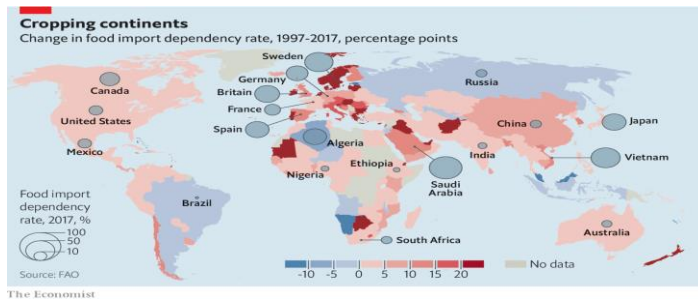 Cropping continents
Change in food import dependency rate, 1997-2017, percentage points
Sweden
Germany
Canada
Britain
Russia
United States
France
Spain
China
Japan
Mexico
Algeria
India
Vietnam
Nigeria
Ethiopia
Saudi
Arabia
Brazil
South Africa
Australia
Food import
dependency
rate, 2017, %
100
50
10
-10 -5 0 5 10 15 20
No data
Source: FAO
The Economist